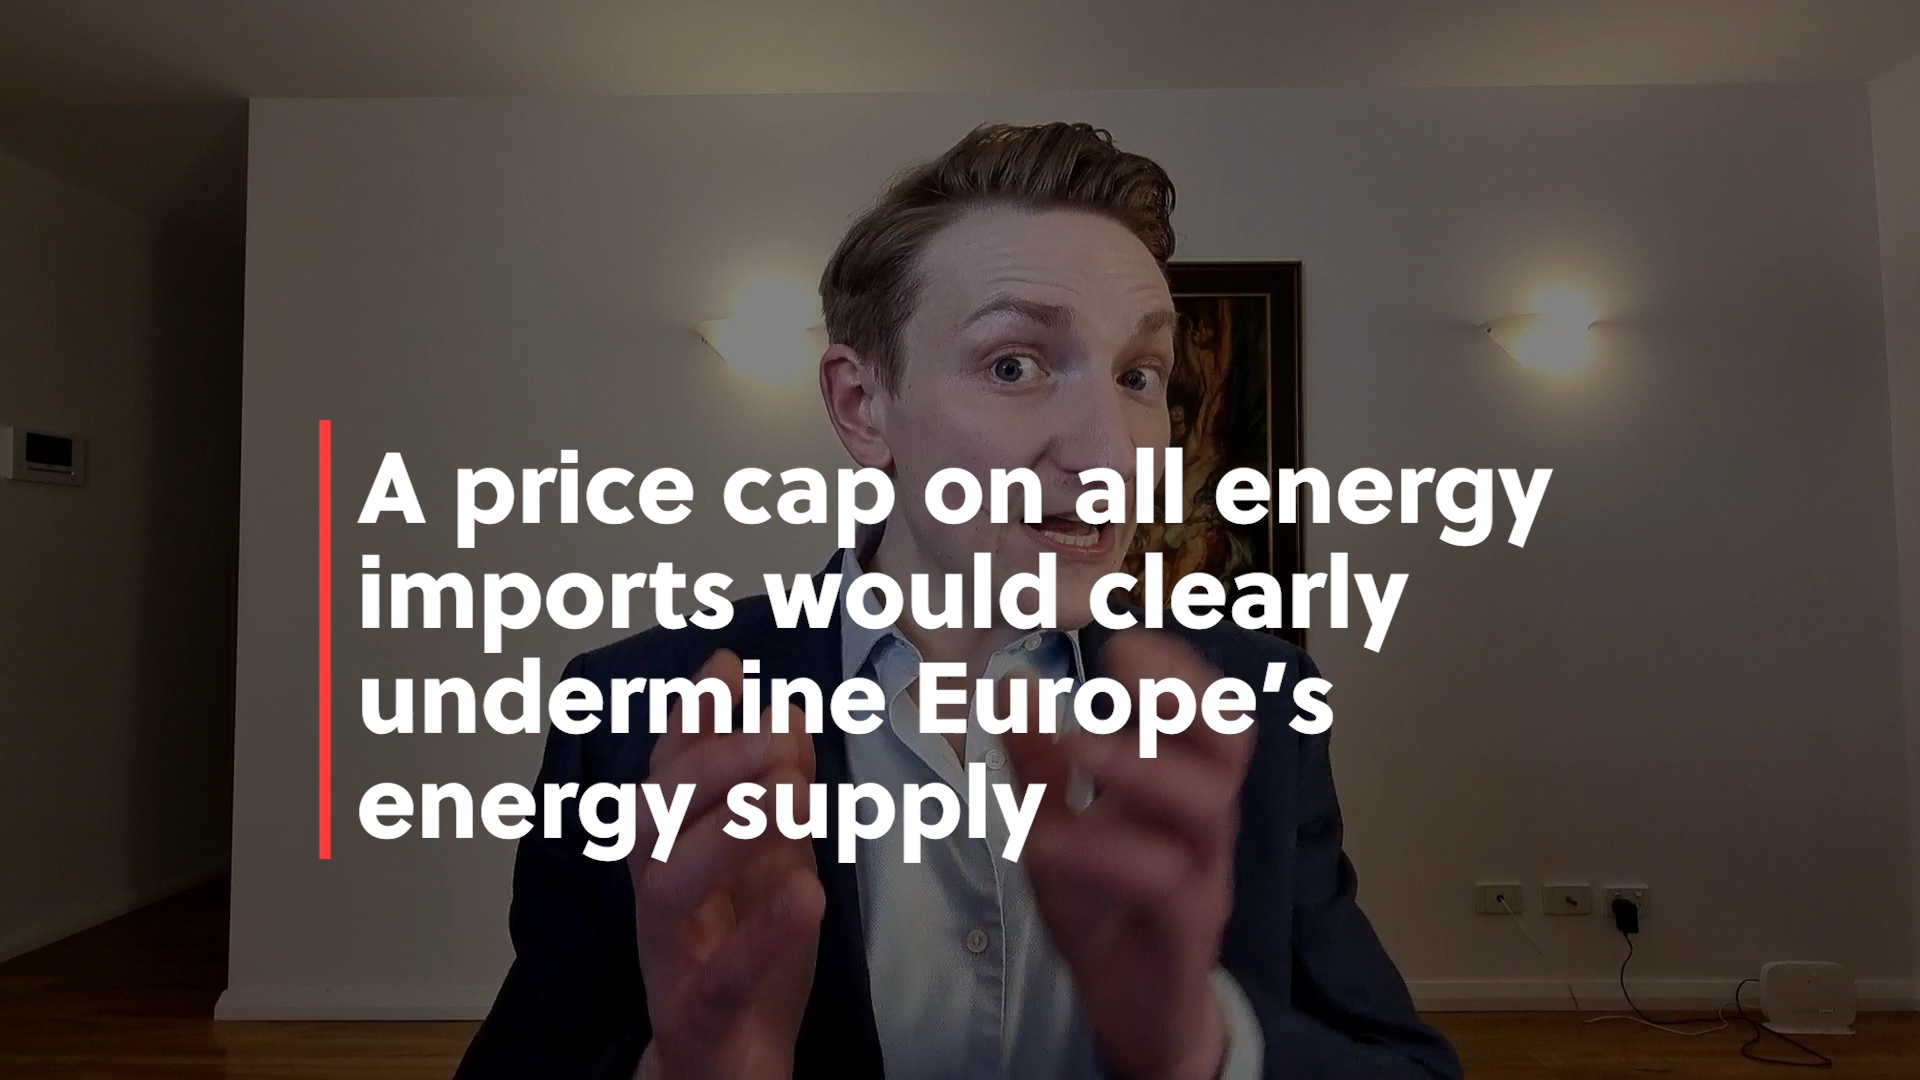 A price cap on all energy
imports would clearly
undermine Europe’s
energy supply